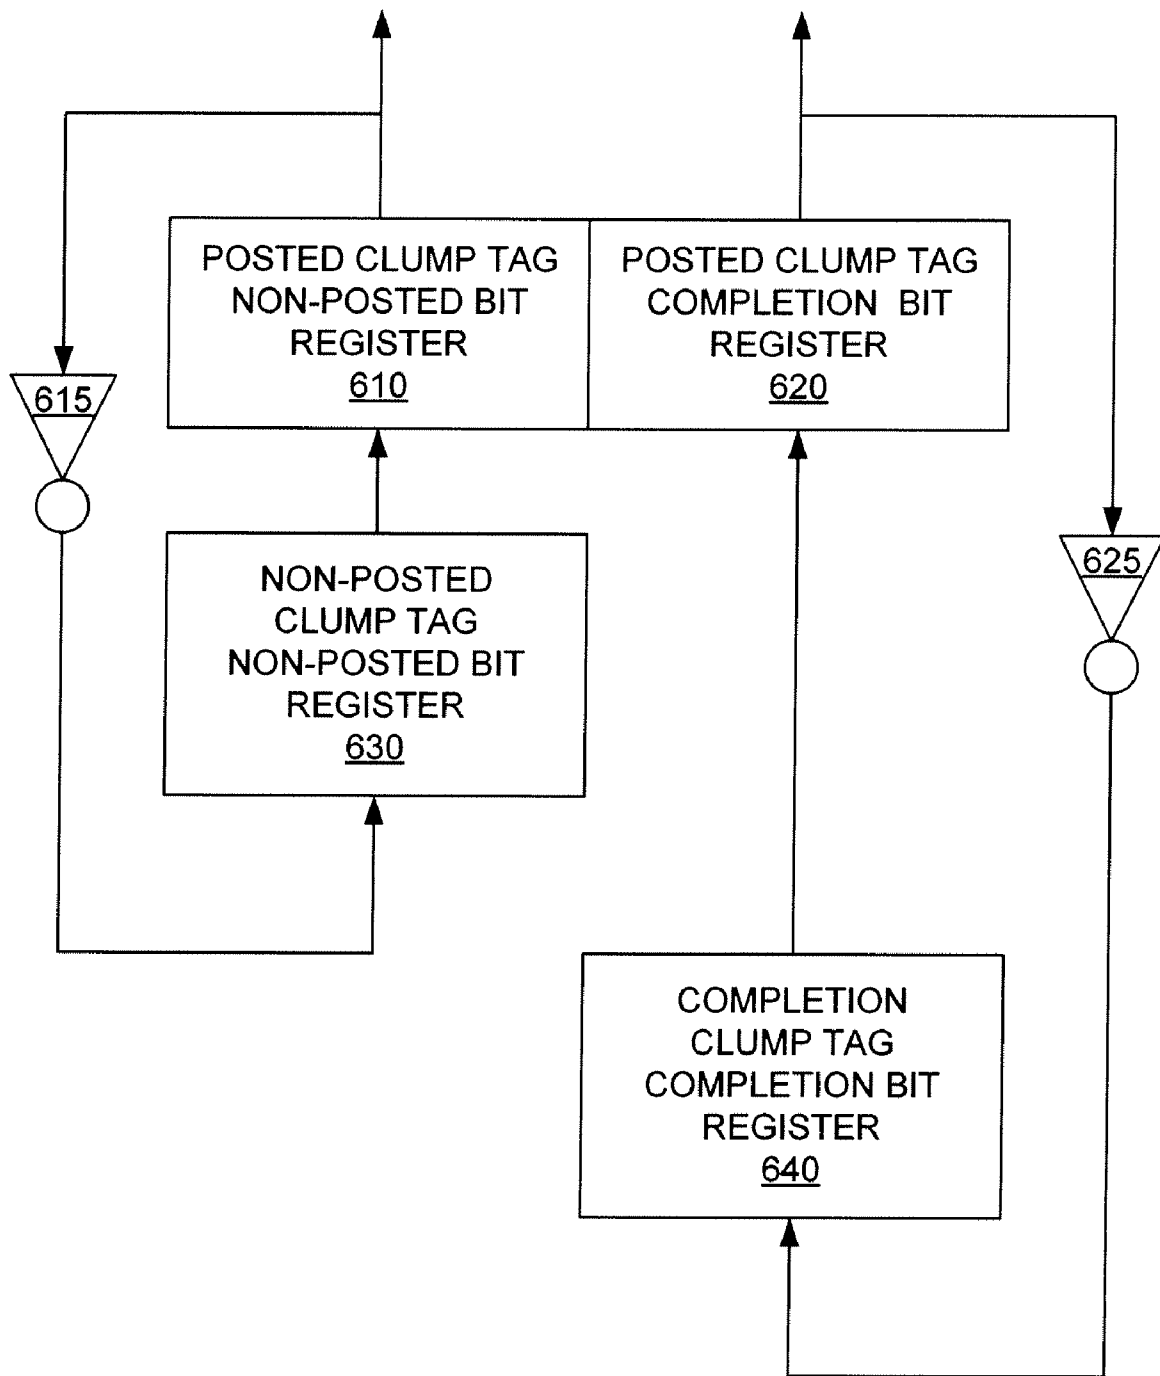 POSTED CLUMP TAG
NON-POSTED BIT
REGISTER
610
POSTED CLUMP TAG
COMPLETION BIT
REGISTER
620
615
625
NON-POSTED
CLUMP TAG
NON-POSTED BIT
REGISTER
630
COMPLETION
CLUMP TAG
COMPLETION BIT
REGISTER
640